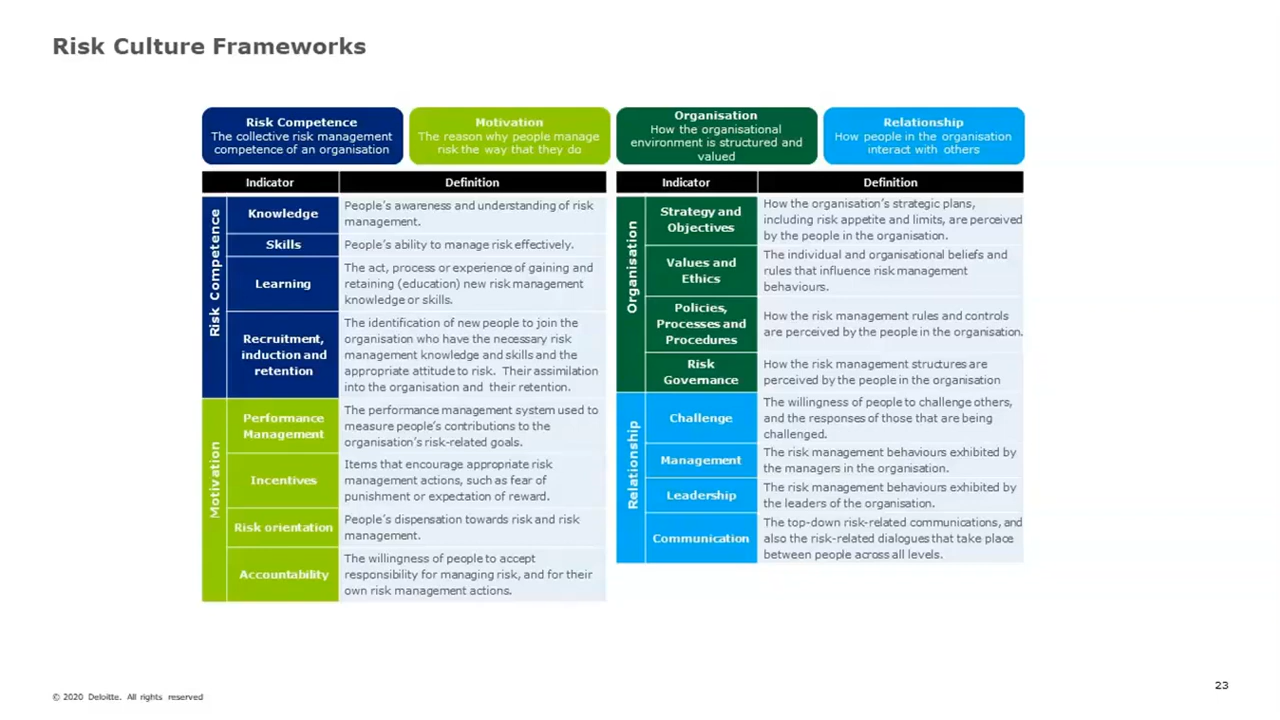 Risk Culture Frameworks
Risk Competence
The collective risk management
competence of an organisation
Motivation
The reason why people manage
risk the way that they do
Organisation
How the organisational
environment is structured and
valued
Relationship
How people in the organisation
interact with others
Indicator
Definition
Risk Competence
Knowledge
People's awareness and understanding of risk
management.
Skills
People's ability to manage risk effectively.
Learning
The act, process or experience of gaining and
retaining (education) new risk management
knowledge or skills.
Recruitment,
induction and
retention
The identification of new people to join the
organisation who have the necessary risk
management knowledge and skills and the
appropriate attitude to risk. Their assimilation
into the organisation and their retention.
Motivation
Performance
Management
The performance management system used to
measure people's contributions to the
organisation's risk-related goals.
Incentives
Items that encourage appropriate risk
management actions, such as fear of
punishment or expectation of reward.
Risk orientation
People's dispensation towards risk and risk
management.
Accountability
The willingness of people to accept
responsibility for managing risk, and for their
own risk management actions.
Indicator
Definition
Organisation
Strategy and
Objectives
How the organisation's strategic plans,
including risk appetite and limits, are perceived
by the people in the organisation.
Values and
Ethics
The individual and organisational beliefs and
rules that influence risk management
behaviours.
Policies,
Processes and
Procedures
How the risk management rules and controls
are perceived by the people in the organisation.
Risk
Governance
How the risk management structures are
perceived by the people in the organisation
Relationship
Challenge
The willingness of people to challenge others,
and the responses of those that are being
challenged.
Management
The risk management behaviours exhibited by
the managers in the organisation.
Leadership
The risk management behaviours exhibited by
the leaders of the organisation.
Communication
The top-down risk-related communications, and
also the risk-related dialogues that take place
between people across all levels.
© 2020 Deloitte. All rights reserved
23